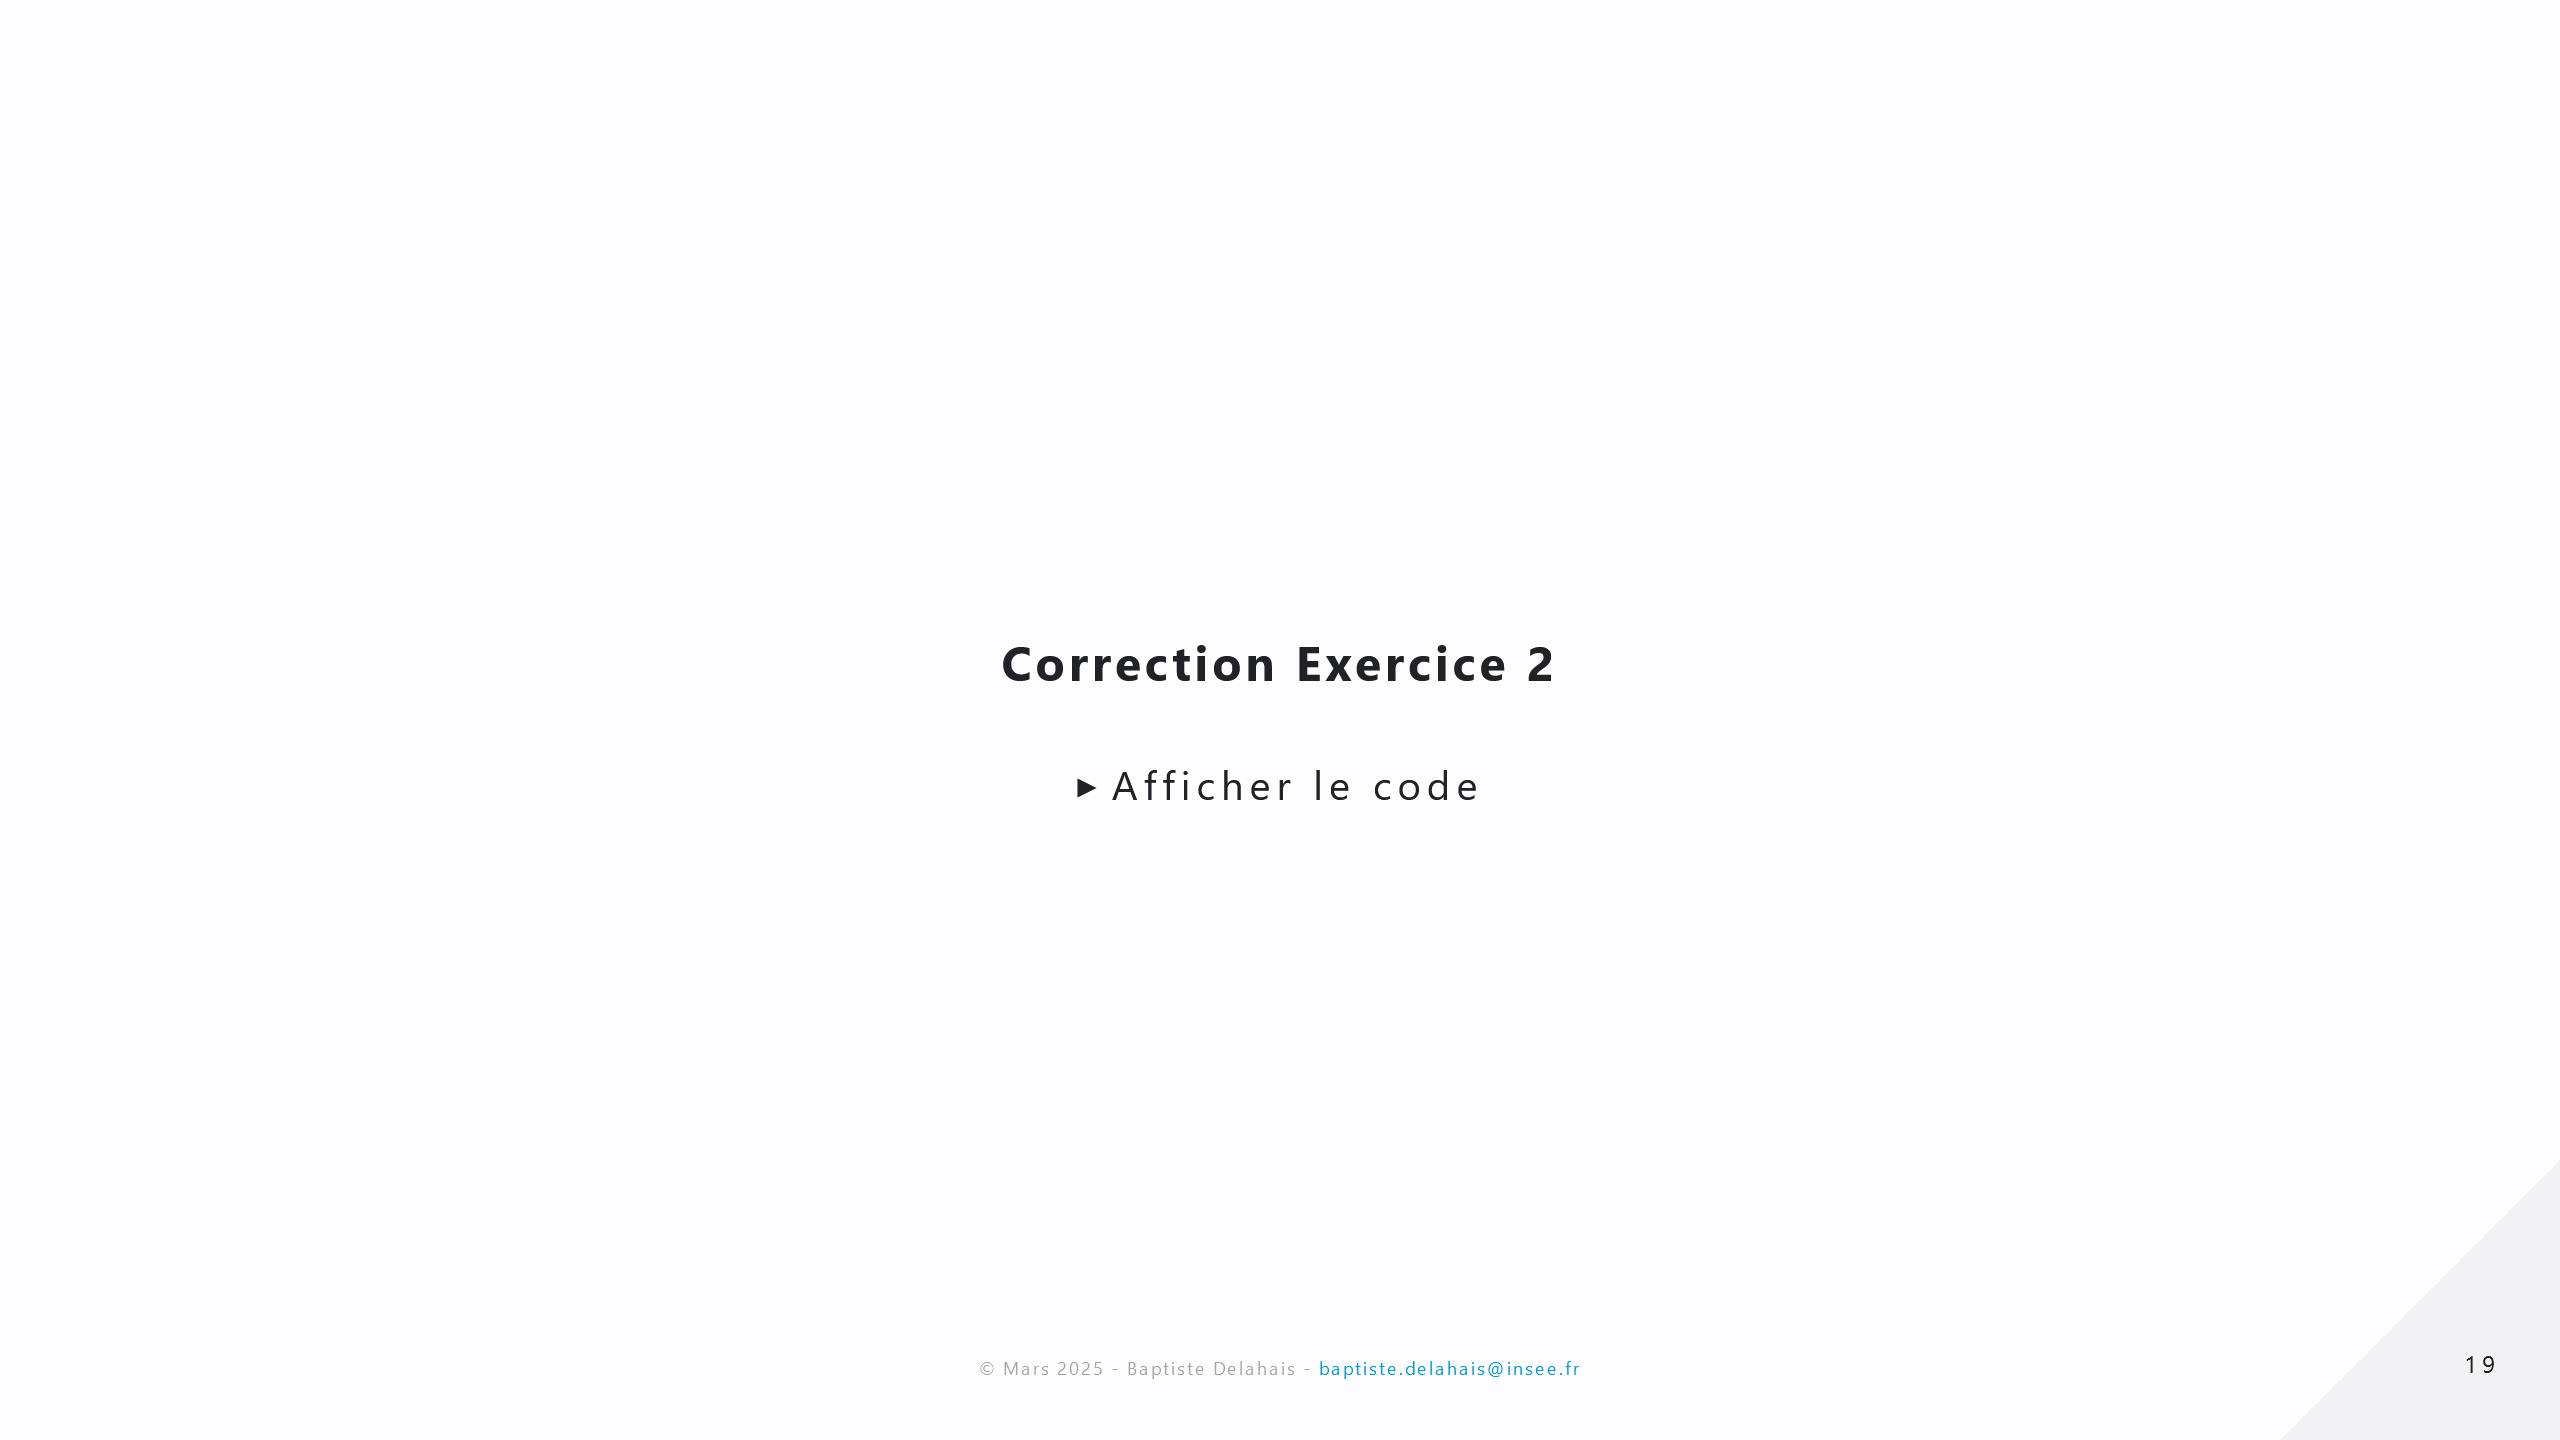 Correction Exercice 2
▶ Afficher le code
© Mars 2025 - Baptiste Delahais - baptiste.delahais@insee.fr
19